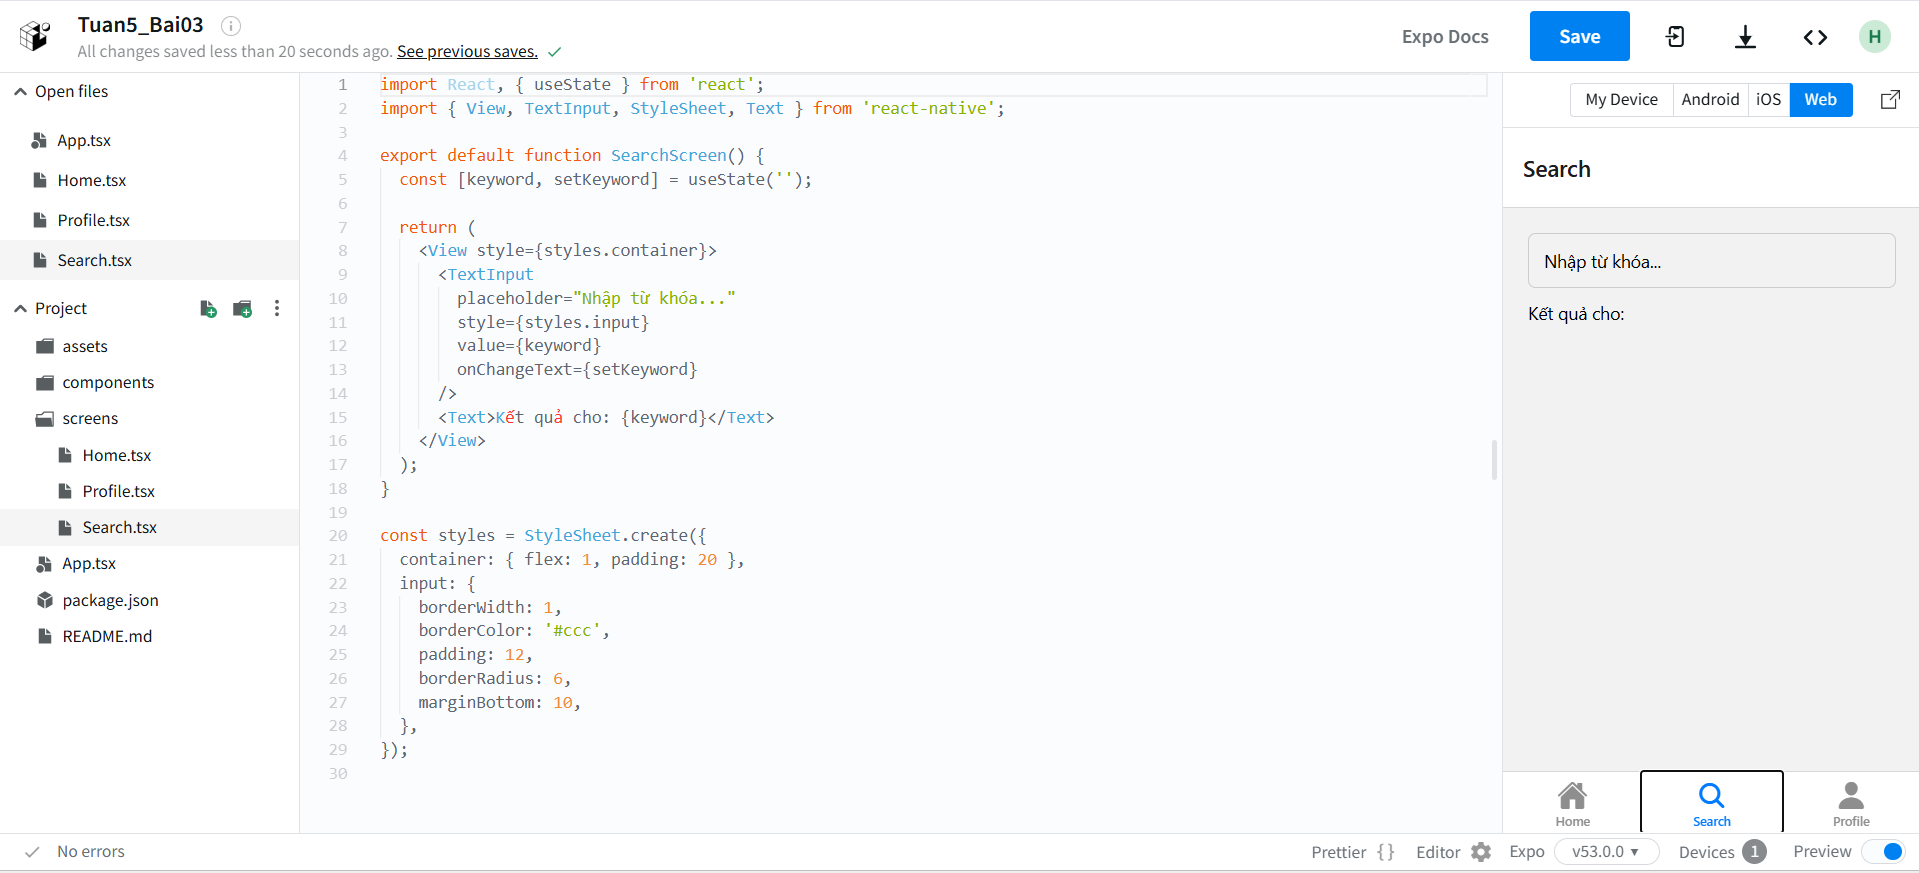 Tuan5_Bai03
All changes saved less than 20 seconds ago. See previous saves.
Expo Docs
Save
H
Open files
App.tsx
Home.tsx
Profile.tsx
Search.tsx
Project
assets
components
screens
Home.tsx
Profile.tsx
Search.tsx
App.tsx
package.json
README.md
1 import React, { useState } from 'react';
2 import { View, TextInput, StyleSheet, Text } from 'react-native';
3
4 export default function SearchScreen() {
5   const [keyword, setKeyword] = useState('');
6
7   return (
8     <View style={styles.container}>
9       <TextInput
10         placeholder="Nhập từ khóa..."
11         style={styles.input}
12         value={keyword}
13         onChangeText={setKeyword}
14       />
15       <Text>Kết quả cho: {keyword}</Text>
16     </View>
17   );
18 }
19
20 const styles = StyleSheet.create({
21   container: { flex: 1, padding: 20 },
22   input: {
23     borderWidth: 1,
24     borderColor: '#ccc',
25     padding: 12,
26     borderRadius: 6,
27     marginBottom: 10,
28   },
29 });
30
My Device Android iOS Web
Search
Nhập từ khóa...
Kết quả cho:
Home Search Profile
No errors
Prettier {} Editor Expo v53.0.0 ▾ Devices 1 Preview